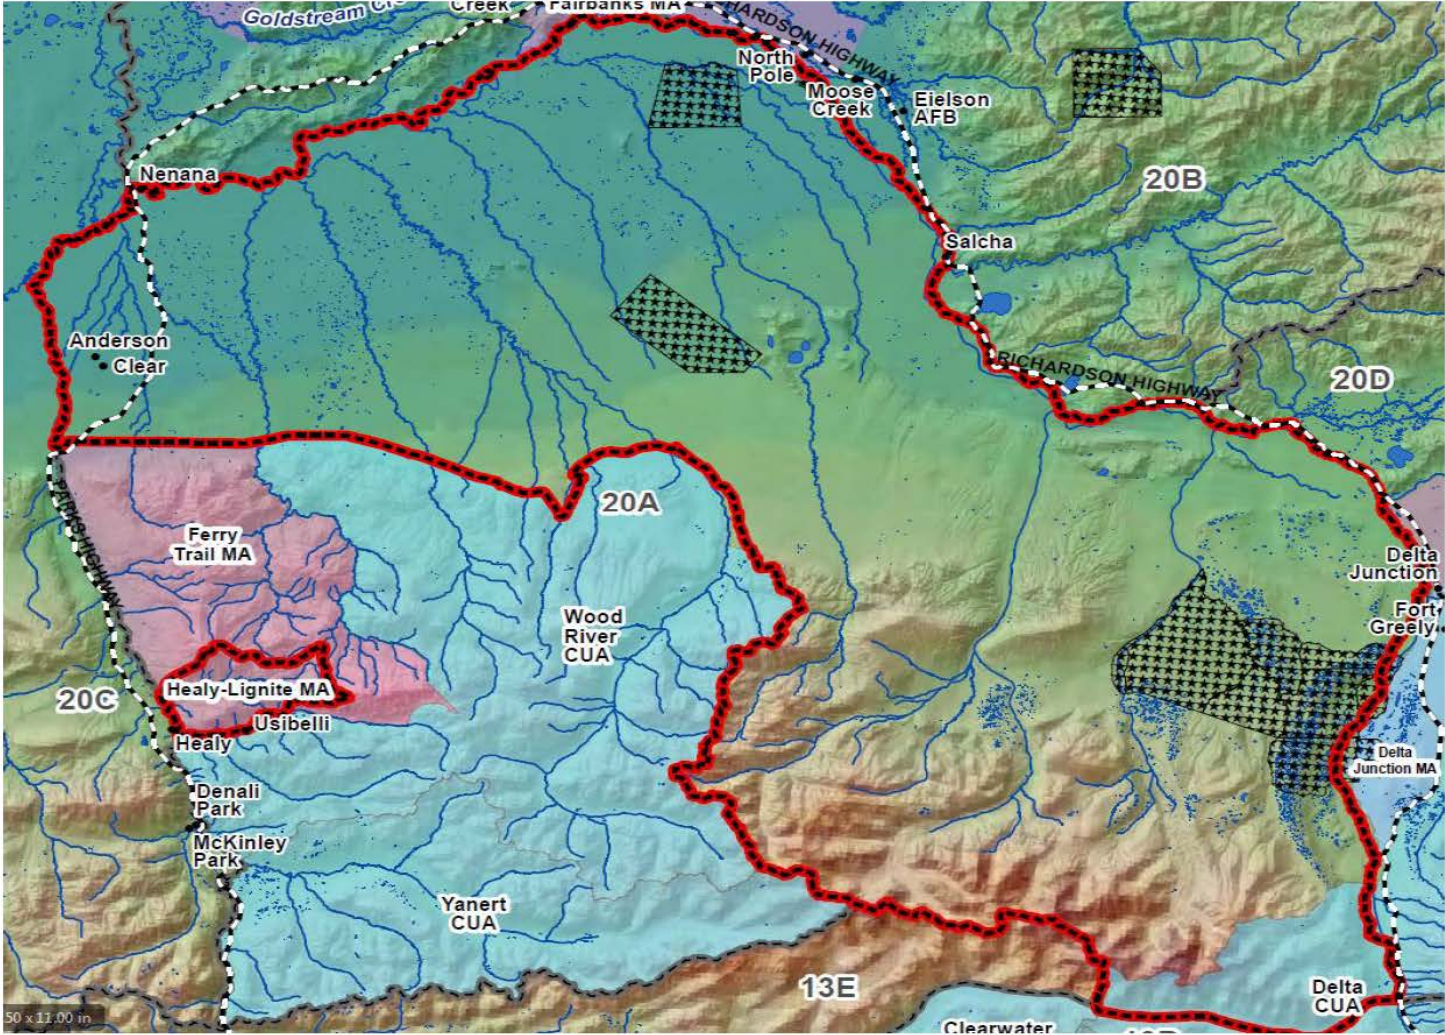 Goldstream Cre
Creek
Fairbanks MA
HARDSON HIGHWAY
North
Pole
Moose
Creek
Eielson
AFB
20B
Nenana
Salcha
Anderson
Clear
RICHARDSON HIGHWAY
20D
20A
PARKS HIGHWAY
Ferry
Trail MA
Delta
Junction
Fort
Greely
Wood
River
CUA
Healy-Lignite MA
20C
Usibelli
Healy
Delta
Junction MA
Denali
Park
McKinley
Park
Yanert
CUA
13E
Delta
CUA
50 x 11.00 in
Clearwater